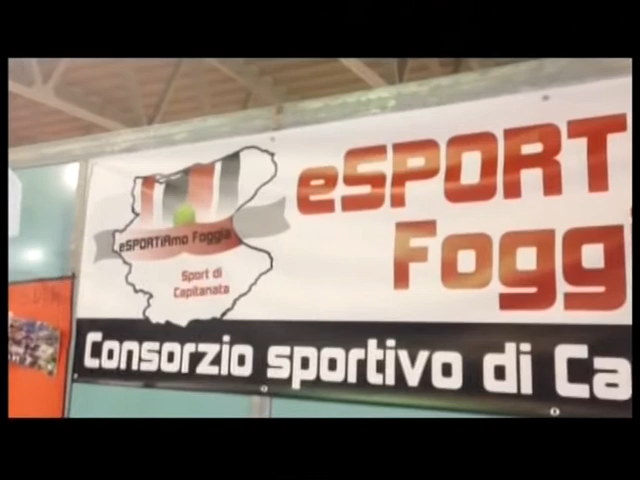 eSPORT
Fogg
eSPORTiAmo Foggia
Sport di
Capitanata
Consorzio sportivo di Ca